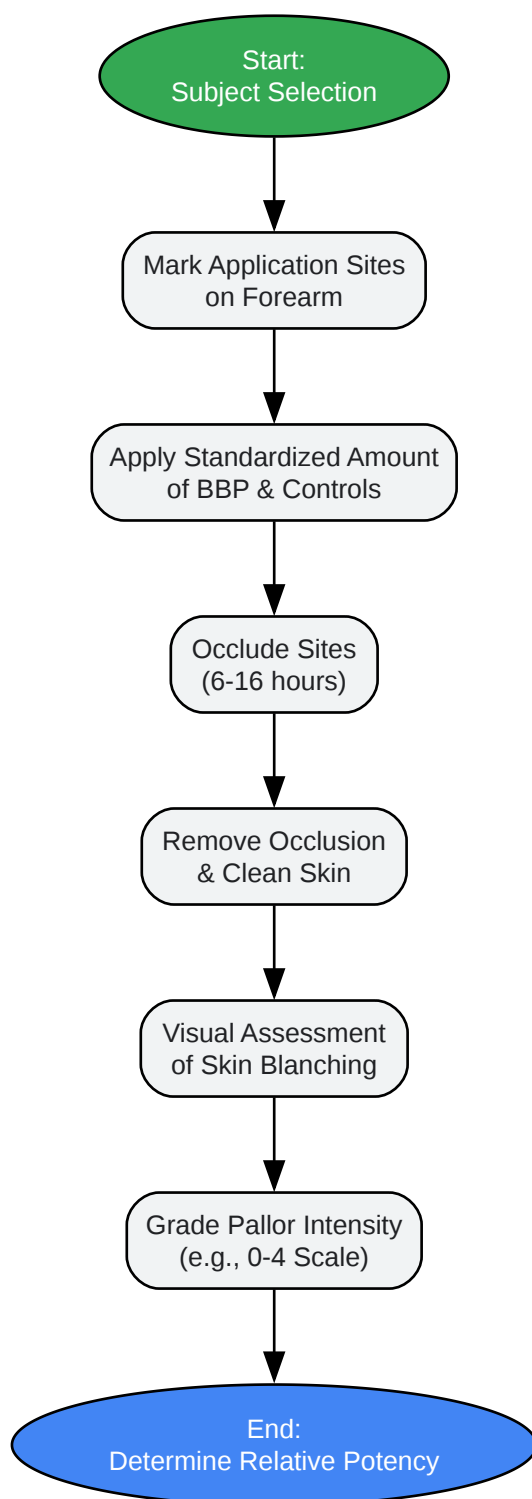 Start:
Subject Selection
Mark Application Sites
on Forearm
Apply Standardized Amount
of BBP & Controls
Occlude Sites
(6-16 hours)
Remove Occlusion
& Clean Skin
Visual Assessment
of Skin Blanching
Grade Pallor Intensity
(e.g., 0-4 Scale)
End:
Determine Relative Potency